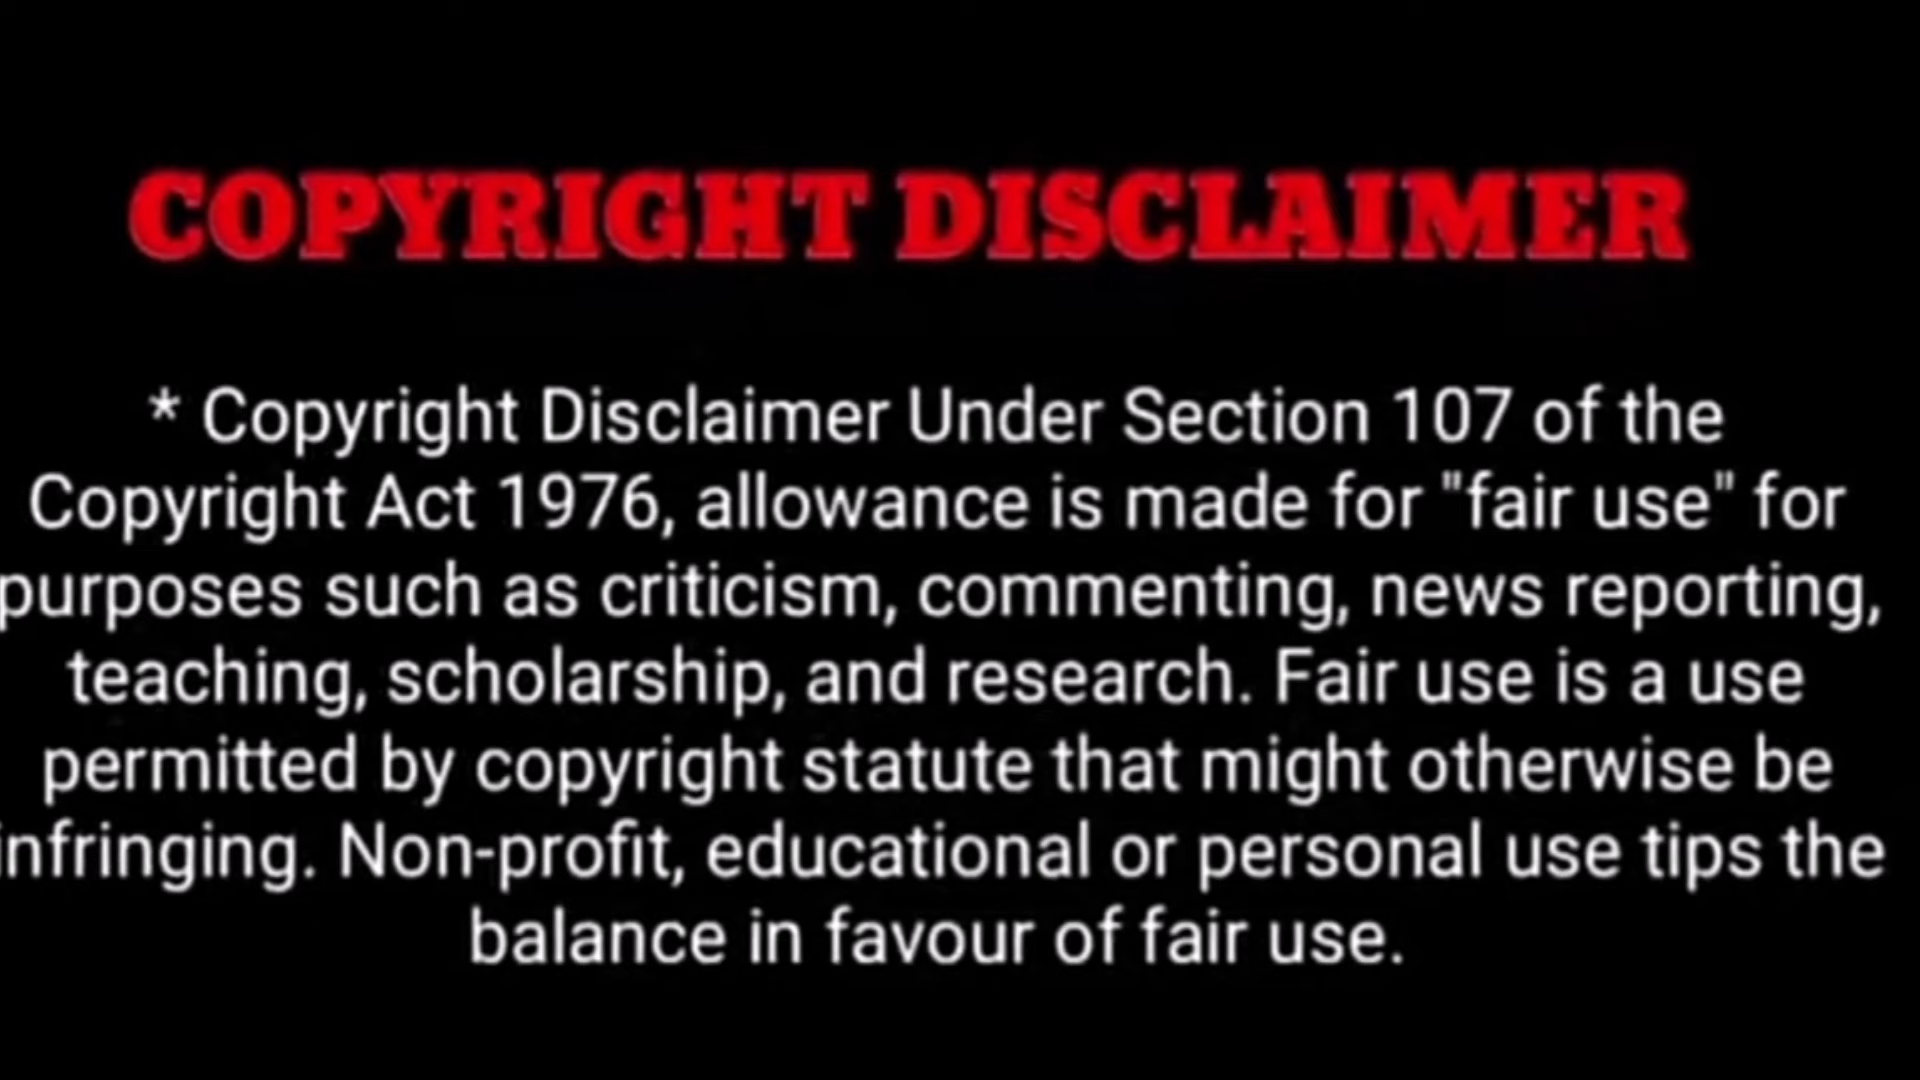 COPYRIGHT DISCLAIMER
* Copyright Disclaimer Under Section 107 of the
Copyright Act 1976, allowance is made for "fair use" for
purposes such as criticism, commenting, news reporting,
teaching, scholarship, and research. Fair use is a use
permitted by copyright statute that might otherwise be
infringing. Non-profit, educational or personal use tips the
balance in favour of fair use.